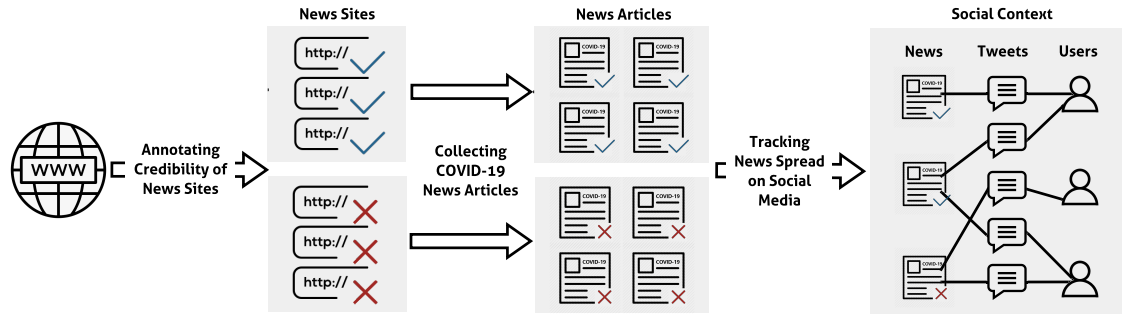 WWW
Annotating
Credibility of
News Sites
News Sites
http://
http://
http://
http://
http://
http://
Collecting
COVID-19
News Articles
News Articles
COVID-19
COVID-19
COVID-19
COVID-19
COVID-19
COVID-19
COVID-19
COVID-19
Tracking
News Spread
on Social
Media
Social Context
News Tweets Users
COVID-19
COVID-19
COVID-19